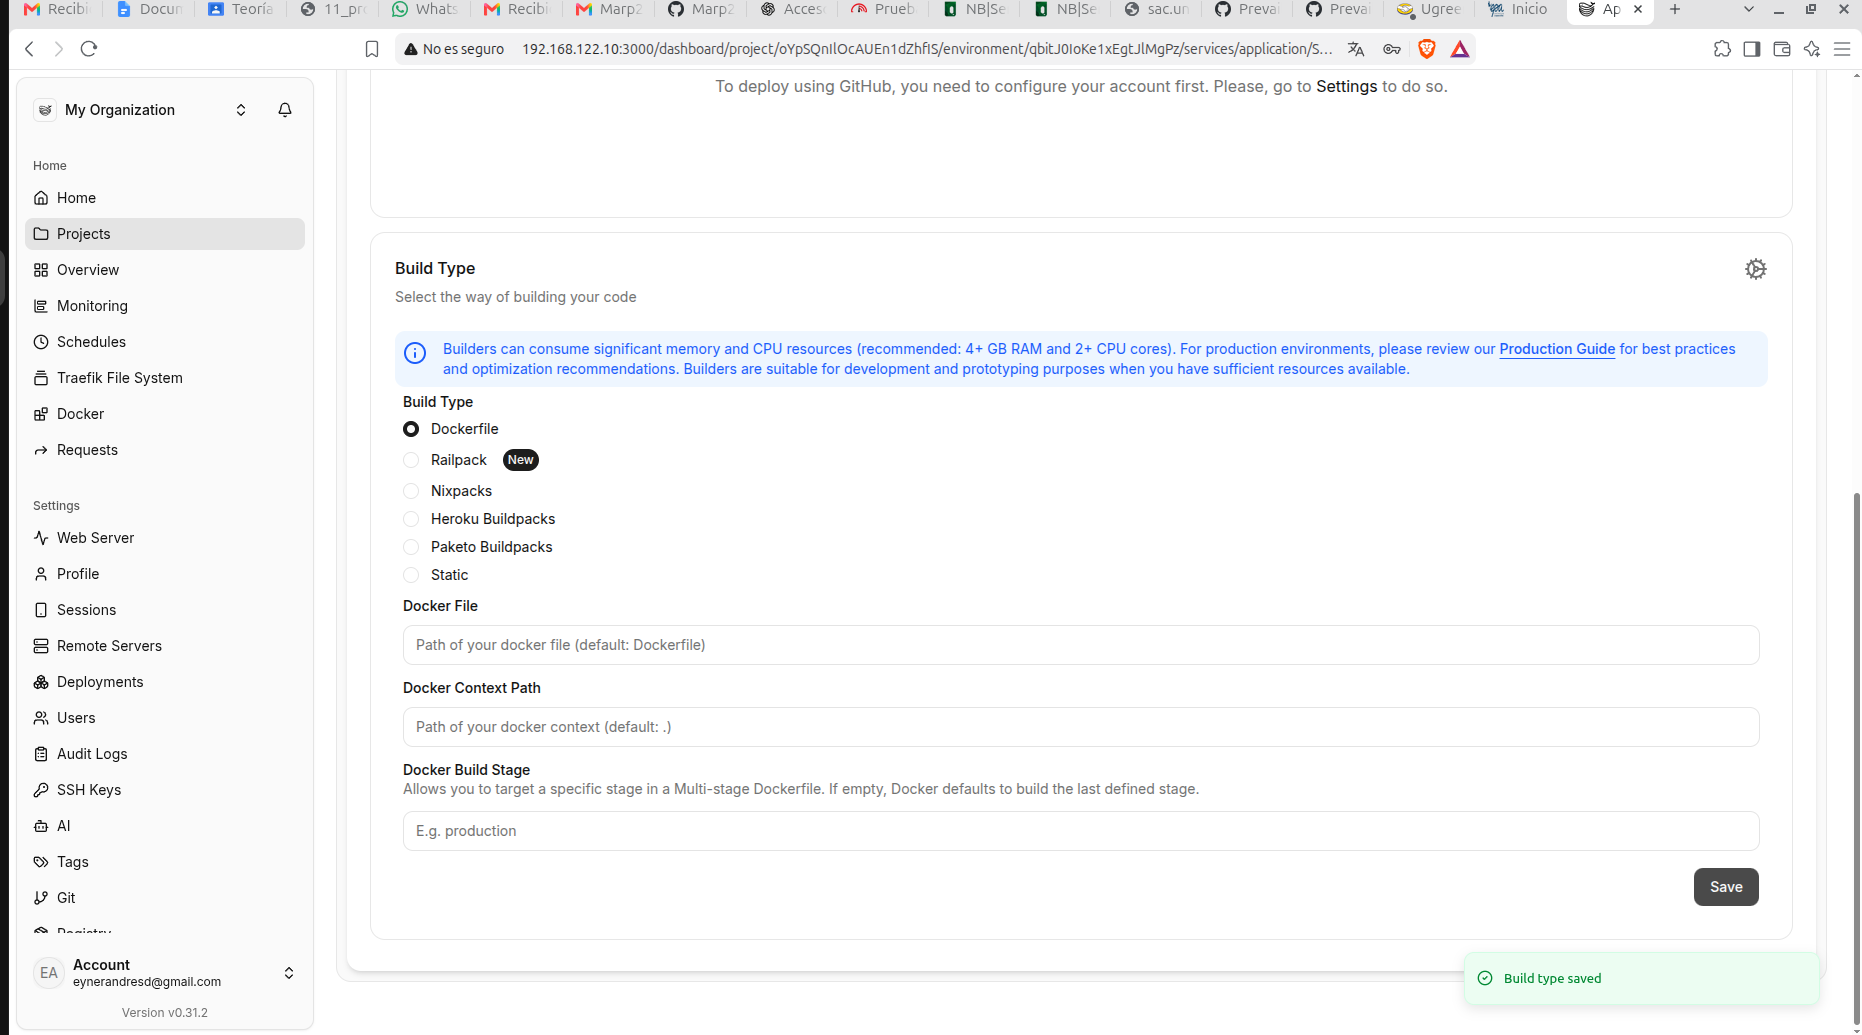 Recibi
Docun
Teoría
11_pro
Whats
Recibi
Marp2
Marp2
Acces
Prueb
NB|Se
NB|Se
sac.un
Prevai
Prevai
Ugree
Inicio
Ap
No es seguro
192.168.122.10:3000/dashboard/project/oYpSQnIlOcAUEn1dZhfIS/environment/qbitJ0IoKe1xEgtJlMgPz/services/application/S...
My Organization
Home
Home
Projects
Overview
Monitoring
Schedules
Traefik File System
Docker
Requests
Settings
Web Server
Profile
Sessions
Remote Servers
Deployments
Users
Audit Logs
SSH Keys
AI
Tags
Git
Registry
EA
Account
eynerandresd@gmail.com
Version v0.31.2
To deploy using GitHub, you need to configure your account first. Please, go to Settings to do so.
Build Type
Select the way of building your code
Builders can consume significant memory and CPU resources (recommended: 4+ GB RAM and 2+ CPU cores). For production environments, please review our Production Guide for best practices
and optimization recommendations. Builders are suitable for development and prototyping purposes when you have sufficient resources available.
Build Type
Dockerfile
Railpack New
Nixpacks
Heroku Buildpacks
Paketo Buildpacks
Static
Docker File
Path of your docker file (default: Dockerfile)
Docker Context Path
Path of your docker context (default: .)
Docker Build Stage
Allows you to target a specific stage in a Multi-stage Dockerfile. If empty, Docker defaults to build the last defined stage.
E.g. production
Save
Build type saved